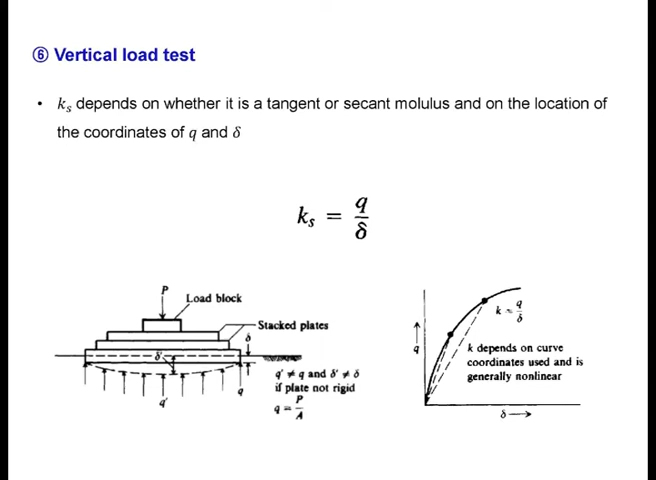 ⑥ Vertical load test
• kₛ depends on whether it is a tangent or secant molulus and on the location of
the coordinates of q and δ
kₛ = q/δ
P
Load block
Stacked plates
δ
δ'
q' ≠ q and δ' ≠ δ
if plate not rigid
q = P/A
q'
q
k = q/δ
k depends on curve
coordinates used and is
generally nonlinear
q →
δ →